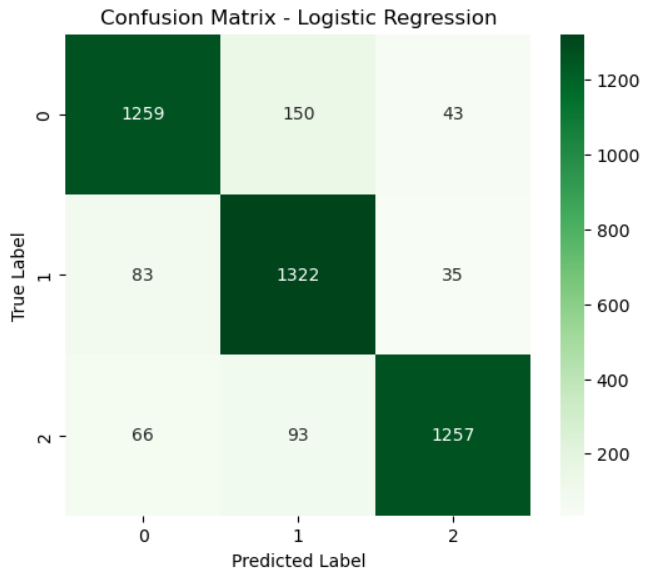 Confusion Matrix - Logistic Regression
0 1259 150 43
1 83 1322 35
2 66 93 1257
0 1 2
Predicted Label
True Label
1200
1000
800
600
400
200